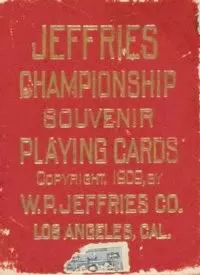 JEFFRIES
CHAMPIONSHIP
SOUVENIR
PLAYING CARDS
COPYRIGHT, 1909, BY
W. P. JEFFRIES CO.
LOS ANGELES, CAL.